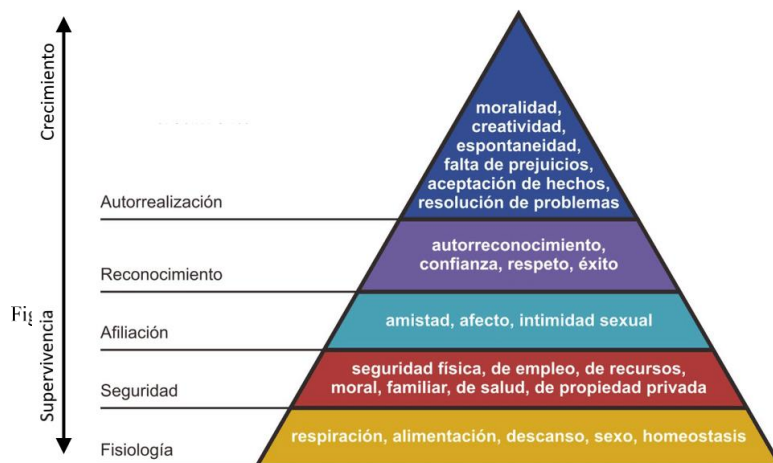 Crecimiento
moralidad,
creatividad,
espontaneidad,
falta de prejuicios,
aceptación de hechos,
resolución de problemas
Autorrealización
autorreconocimiento,
confianza, respeto, éxito
Reconocimiento
Fig
amistad, afecto, intimidad sexual
Afiliación
Supervivencia
seguridad física, de empleo, de recursos,
moral, familiar, de salud, de propiedad privada
Seguridad
respiración, alimentación, descanso, sexo, homeostasis
Fisiología